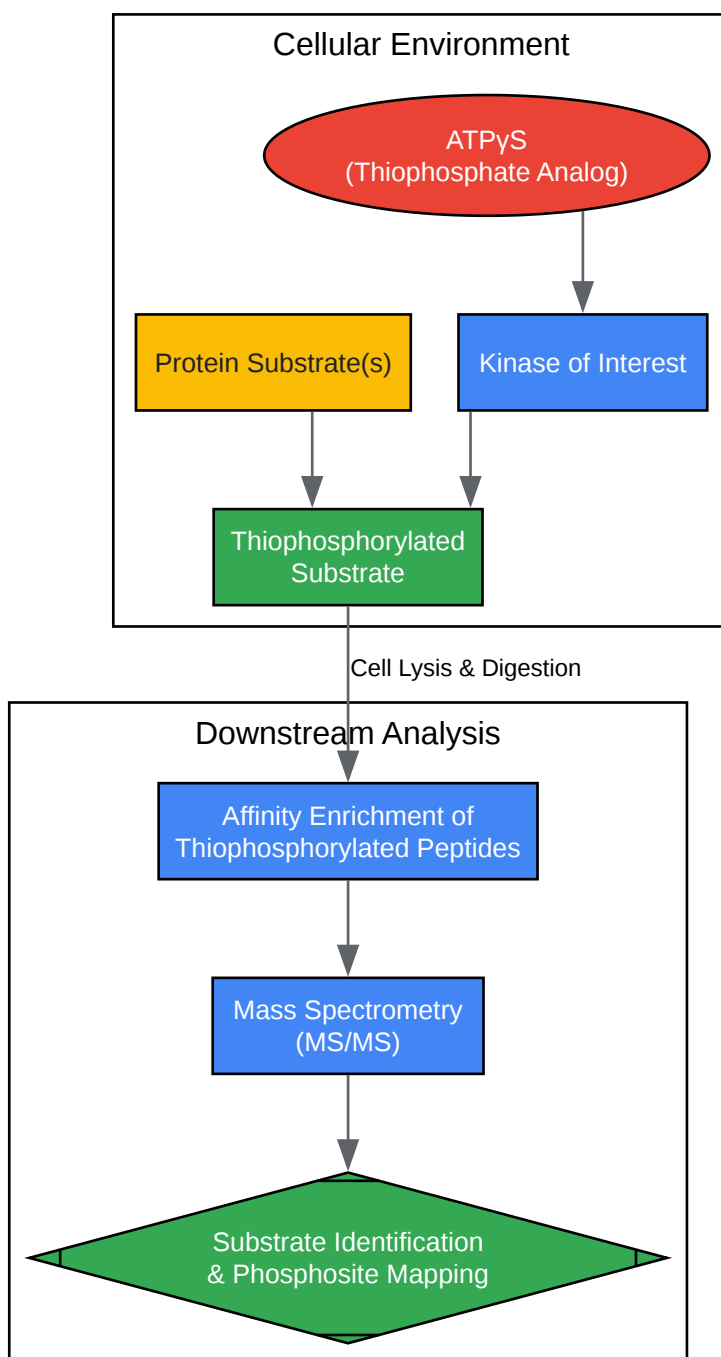 Cellular Environment
ATPγS
(Thiophosphate Analog)
Protein Substrate(s)
Kinase of Interest
Thiophosphorylated
Substrate
Cell Lysis & Digestion
Downstream Analysis
Affinity Enrichment of
Thiophosphorylated Peptides
Mass Spectrometry
(MS/MS)
Substrate Identification
& Phosphosite Mapping